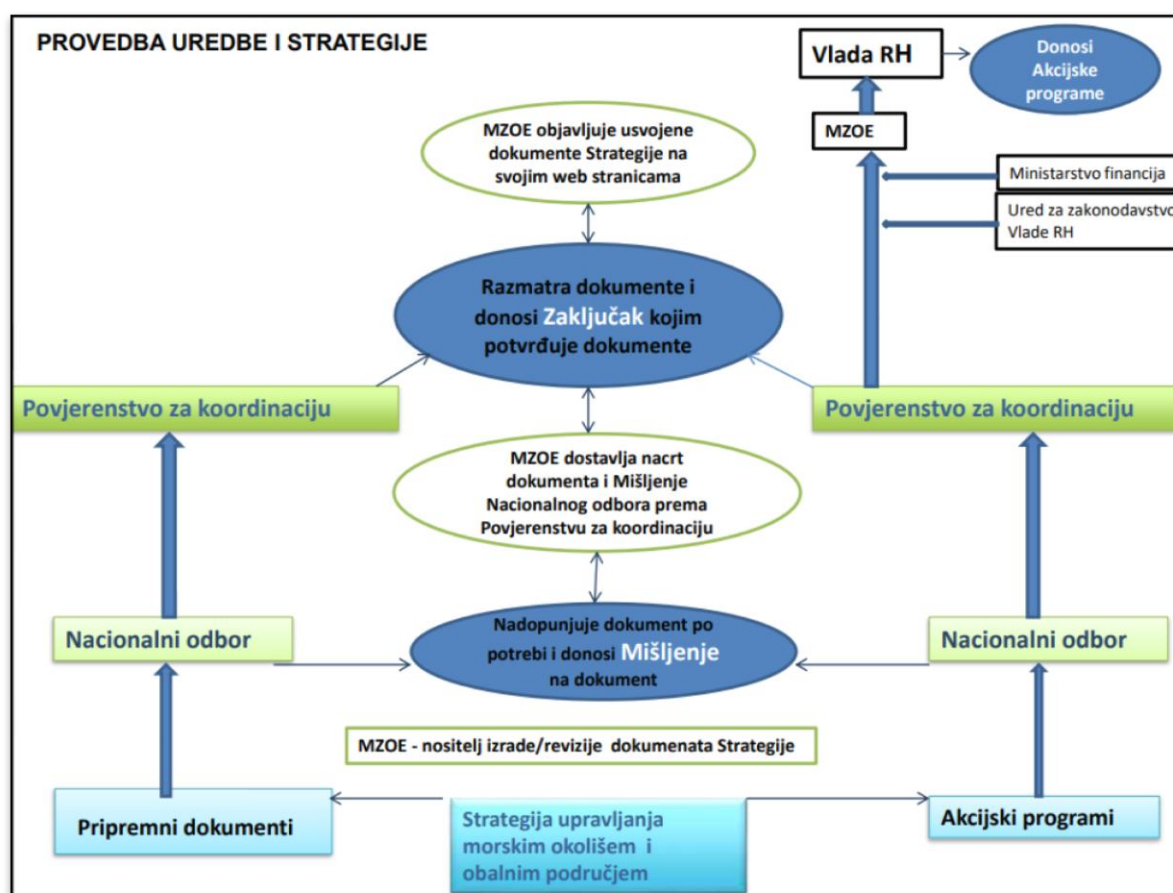 PROVEDBA UREDBE I STRATEGIJE
Vlada RH
Donosi
Akcijske
programe
MZOE
MZOE objavljuje usvojene
dokumente Strategije na
svojim web stranicama
Ministarstvo financija
Ured za zakonodavstvo
Vlade RH
Razmatra dokumente i
donosi Zaključak kojim
potvrđuje dokumente
Povjerenstvo za koordinaciju
Povjerenstvo za koordinaciju
MZOE dostavlja nacrt
dokumenta i Mišljenje
Nacionalnog odbora prema
Povjerenstvu za koordinaciju
Nacionalni odbor
Nadopunjuje dokument po
potrebi i donosi Mišljenje
na dokument
Nacionalni odbor
MZOE - nositelj izrade/revizije dokumenata Strategije
Pripremni dokumenti
Strategija upravljanja
morskim okolišem i
obalnim područjem
Akcijski programi